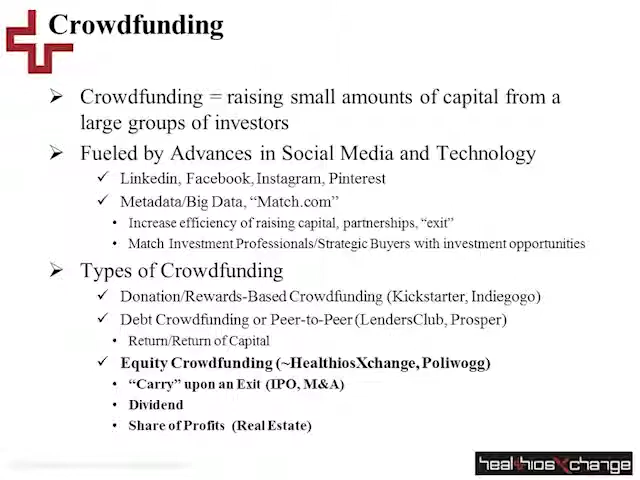 Crowdfunding
Crowdfunding = raising small amounts of capital from a
large groups of investors
Fueled by Advances in Social Media and Technology
Linkedin, Facebook, Instagram, Pinterest
Metadata/Big Data, “Match.com”
Increase efficiency of raising capital, partnerships, “exit”
Match Investment Professionals/Strategic Buyers with investment opportunities
Types of Crowdfunding
Donation/Rewards-Based Crowdfunding (Kickstarter, Indiegogo)
Debt Crowdfunding or Peer-to-Peer (LendersClub, Prosper)
Return/Return of Capital
Equity Crowdfunding (~HealthiosXchange, Poliwogg)
“Carry” upon an Exit (IPO, M&A)
Dividend
Share of Profits (Real Estate)
healthiosXchange